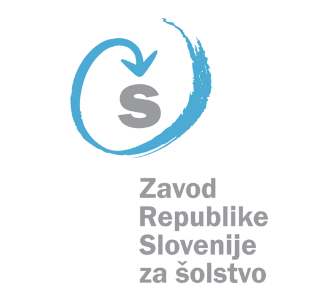 S
Zavod
Republike
Slovenije
za šolstvo